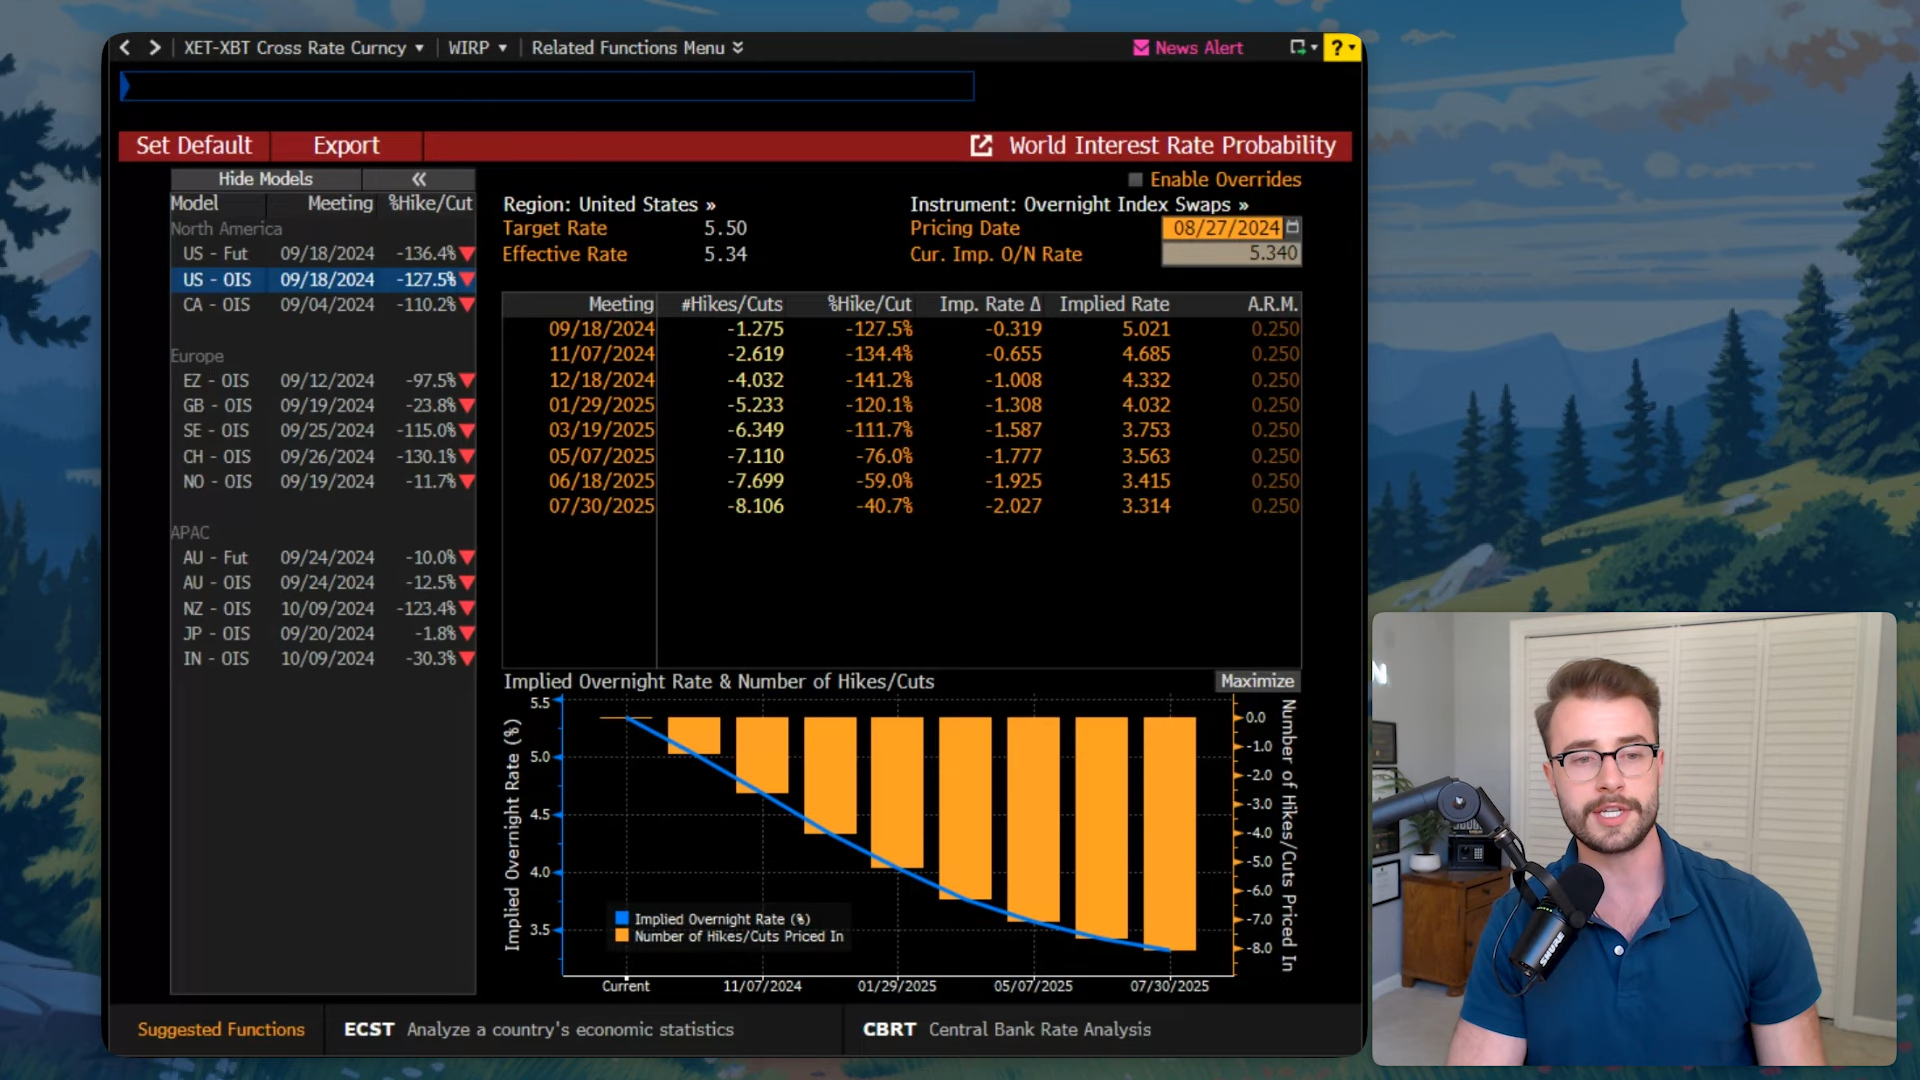 XET-XBT Cross Rate Curncy ▾ WIRP ▾ Related Functions Menu
News Alert
?
Set Default Export World Interest Rate Probability
Hide Models «
Model Meeting %Hike/Cut
North America
US - Fut 09/18/2024 -136.4%
US - OIS 09/18/2024 -127.5%
CA - OIS 09/04/2024 -110.2%
Europe
EZ - OIS 09/12/2024 -97.5%
GB - OIS 09/19/2024 -23.8%
SE - OIS 09/25/2024 -115.0%
CH - OIS 09/26/2024 -130.1%
NO - OIS 09/19/2024 -11.7%
APAC
AU - Fut 09/24/2024 -10.0%
AU - OIS 09/24/2024 -12.5%
NZ - OIS 10/09/2024 -123.4%
JP - OIS 09/20/2024 -1.8%
IN - OIS 10/09/2024 -30.3%
Enable Overrides
Region: United States » Instrument: Overnight Index Swaps »
Target Rate 5.50 Pricing Date 08/27/2024
Effective Rate 5.34 Cur. Imp. O/N Rate 5.340
Meeting #Hikes/Cuts %Hike/Cut Imp. Rate Δ Implied Rate A.R.M.
09/18/2024 -1.275 -127.5% -0.319 5.021 0.250
11/07/2024 -2.619 -134.4% -0.655 4.685 0.250
12/18/2024 -4.032 -141.2% -1.008 4.332 0.250
01/29/2025 -5.233 -120.1% -1.308 4.032 0.250
03/19/2025 -6.349 -111.7% -1.587 3.753 0.250
05/07/2025 -7.110 -76.0% -1.777 3.563 0.250
06/18/2025 -7.699 -59.0% -1.925 3.415 0.250
07/30/2025 -8.106 -40.7% -2.027 3.314 0.250
Implied Overnight Rate & Number of Hikes/Cuts Maximize
Implied Overnight Rate (%)
5.5
5.0
4.5
4.0
3.5
0.0
-1.0
-2.0
-3.0
-4.0
-5.0
-6.0
-7.0
-8.0
Number of Hikes/Cuts Priced In
Implied Overnight Rate (%)
Number of Hikes/Cuts Priced In
Current 11/07/2024 01/29/2025 05/07/2025 07/30/2025
Suggested Functions ECST Analyze a country's economic statistics CBRT Central Bank Rate Analysis
SHURE